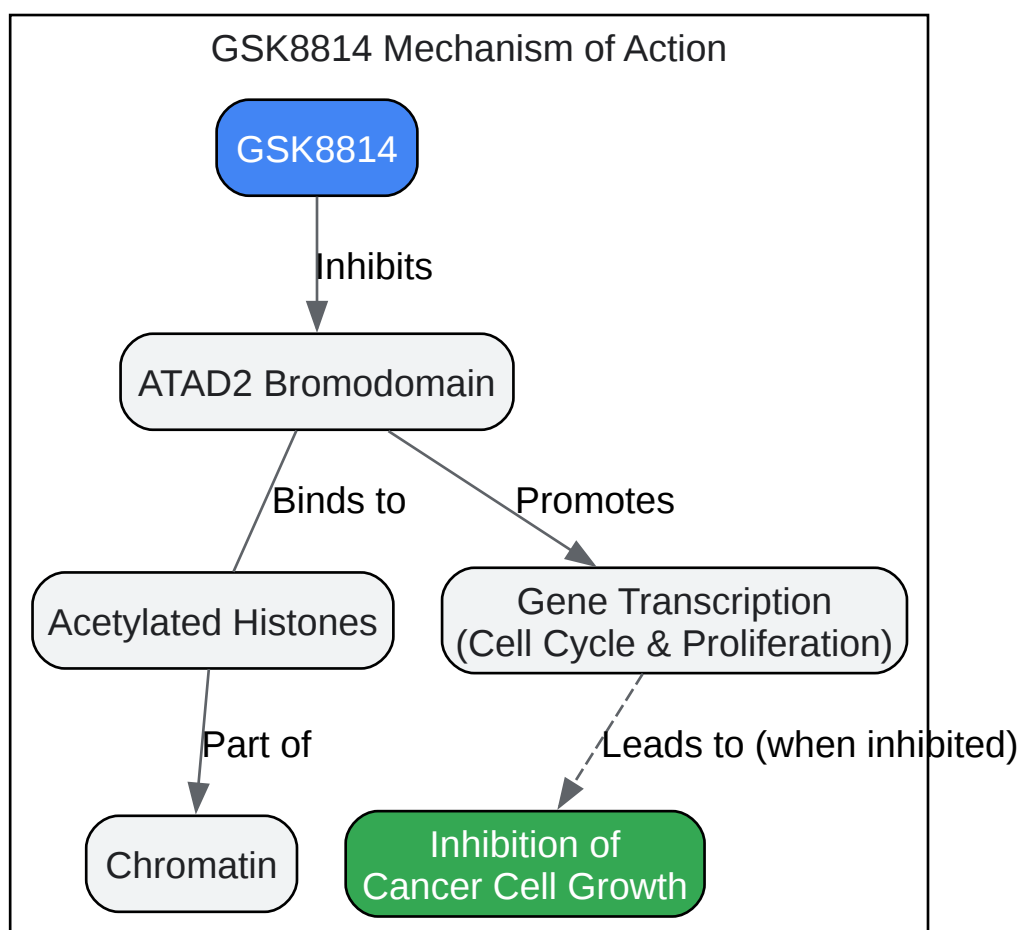 GSK8814 Mechanism of Action
GSK8814
Inhibits
ATAD2 Bromodomain
Binds to
Promotes
Acetylated Histones
Gene Transcription
(Cell Cycle & Proliferation)
Part of
Leads to (when inhibited)
Chromatin
Inhibition of
Cancer Cell Growth